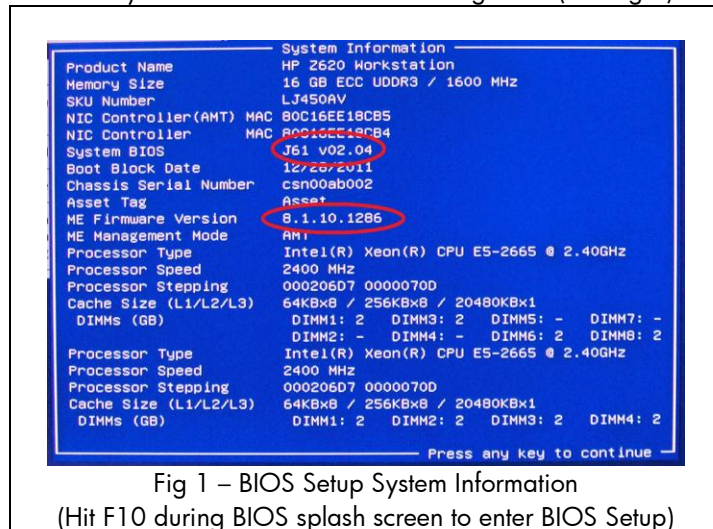 System Information
Product Name HP Z620 Workstation
Memory Size 16 GB ECC UDDR3 / 1600 MHz
SKU Number LJ450AV
NIC Controller(AMT) MAC 80C16EE18CB5
NIC Controller MAC 80C16EE18CB4
System BIOS J61 v02.04
Boot Block Date 12/28/2011
Chassis Serial Number csn00ab002
Asset Tag Asset
ME Firmware Version 8.1.10.1286
ME Management Mode AMT
Processor Type Intel(R) Xeon(R) CPU E5-2665 @ 2.40GHz
Processor Speed 2400 MHz
Processor Stepping 000206D7 0000070D
Cache Size (L1/L2/L3) 64KBx8 / 256KBx8 / 20480KBx1
DIMMs (GB) DIMM1: 2 DIMM3: 2 DIMM5: - DIMM7: -
DIMM2: - DIMM4: - DIMM6: 2 DIMM8: 2
Processor Type Intel(R) Xeon(R) CPU E5-2665 @ 2.40GHz
Processor Speed 2400 MHz
Processor Stepping 000206D7 0000070D
Cache Size (L1/L2/L3) 64KBx8 / 256KBx8 / 20480KBx1
DIMMs (GB) DIMM1: 2 DIMM2: 2 DIMM3: 2 DIMM4: 2
Press any key to continue
Fig 1 – BIOS Setup System Information
(Hit F10 during BIOS splash screen to enter BIOS Setup)